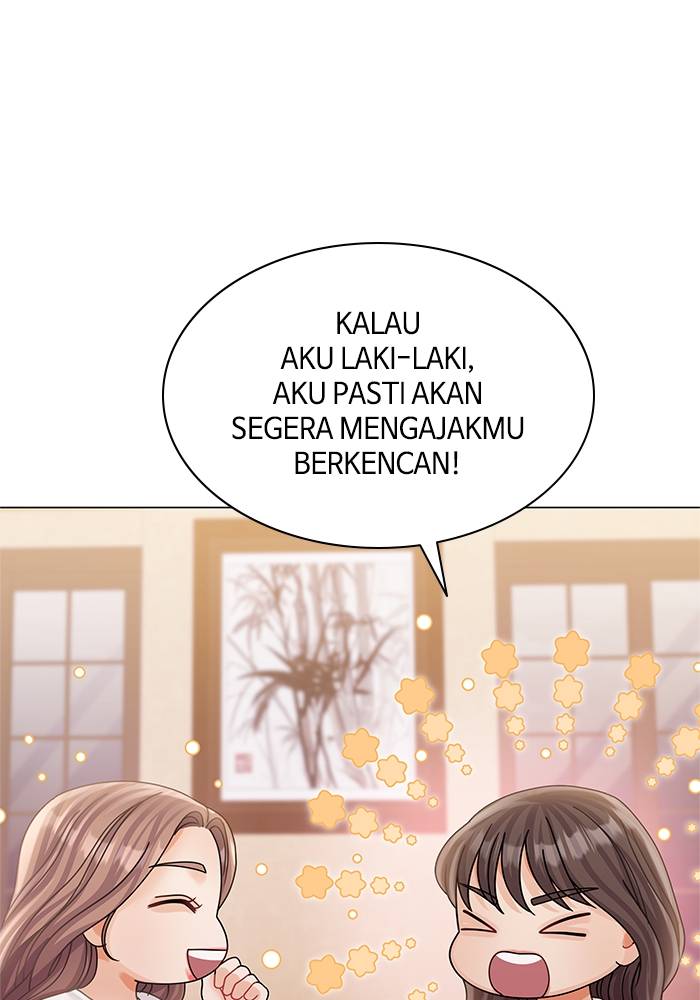 KALAU
AKU LAKI-LAKI,
AKU PASTI AKAN
SEGERA MENGAJAKMU
BERKENCAN!